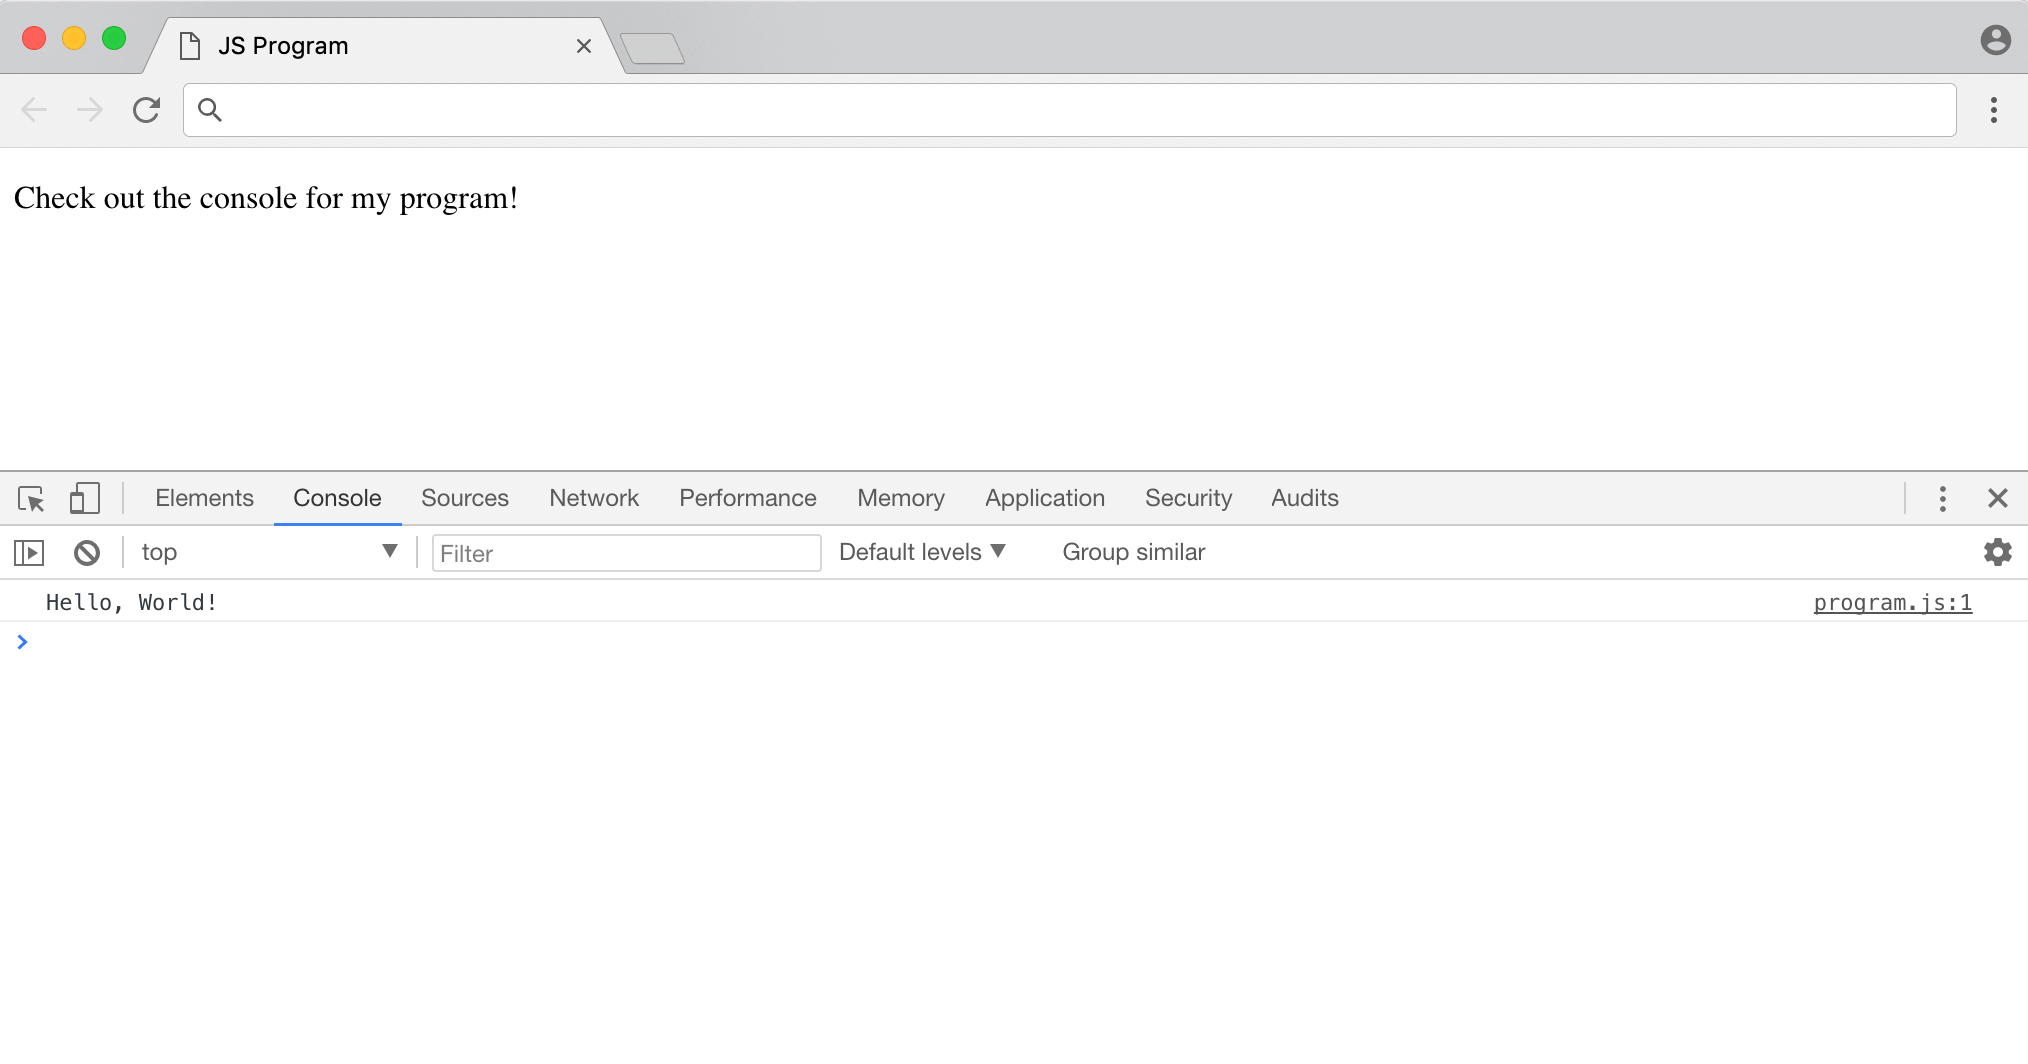 JS Program
Check out the console for my program!
Elements Console Sources Network Performance Memory Application Security Audits
top Filter Default levels Group similar
Hello, World! program.js:1